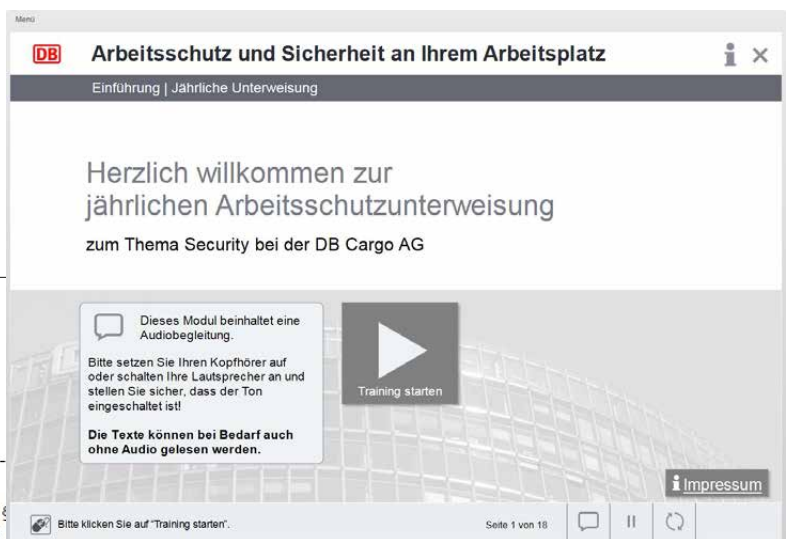 Menü
DB
Arbeitsschutz und Sicherheit an Ihrem Arbeitsplatz
Einführung | Jährliche Unterweisung
Herzlich willkommen zur
jährlichen Arbeitsschutzunterweisung
zum Thema Security bei der DB Cargo AG
Dieses Modul beinhaltet eine
Audiobegleitung.
Bitte setzen Sie Ihren Kopfhörer auf
oder schalten Ihre Lautsprecher an und
stellen Sie sicher, dass der Ton
eingeschaltet ist!
Die Texte können bei Bedarf auch
ohne Audio gelesen werden.
Training starten
i Impressum
Bitte klicken Sie auf "Training starten".
Seite 1 von 18